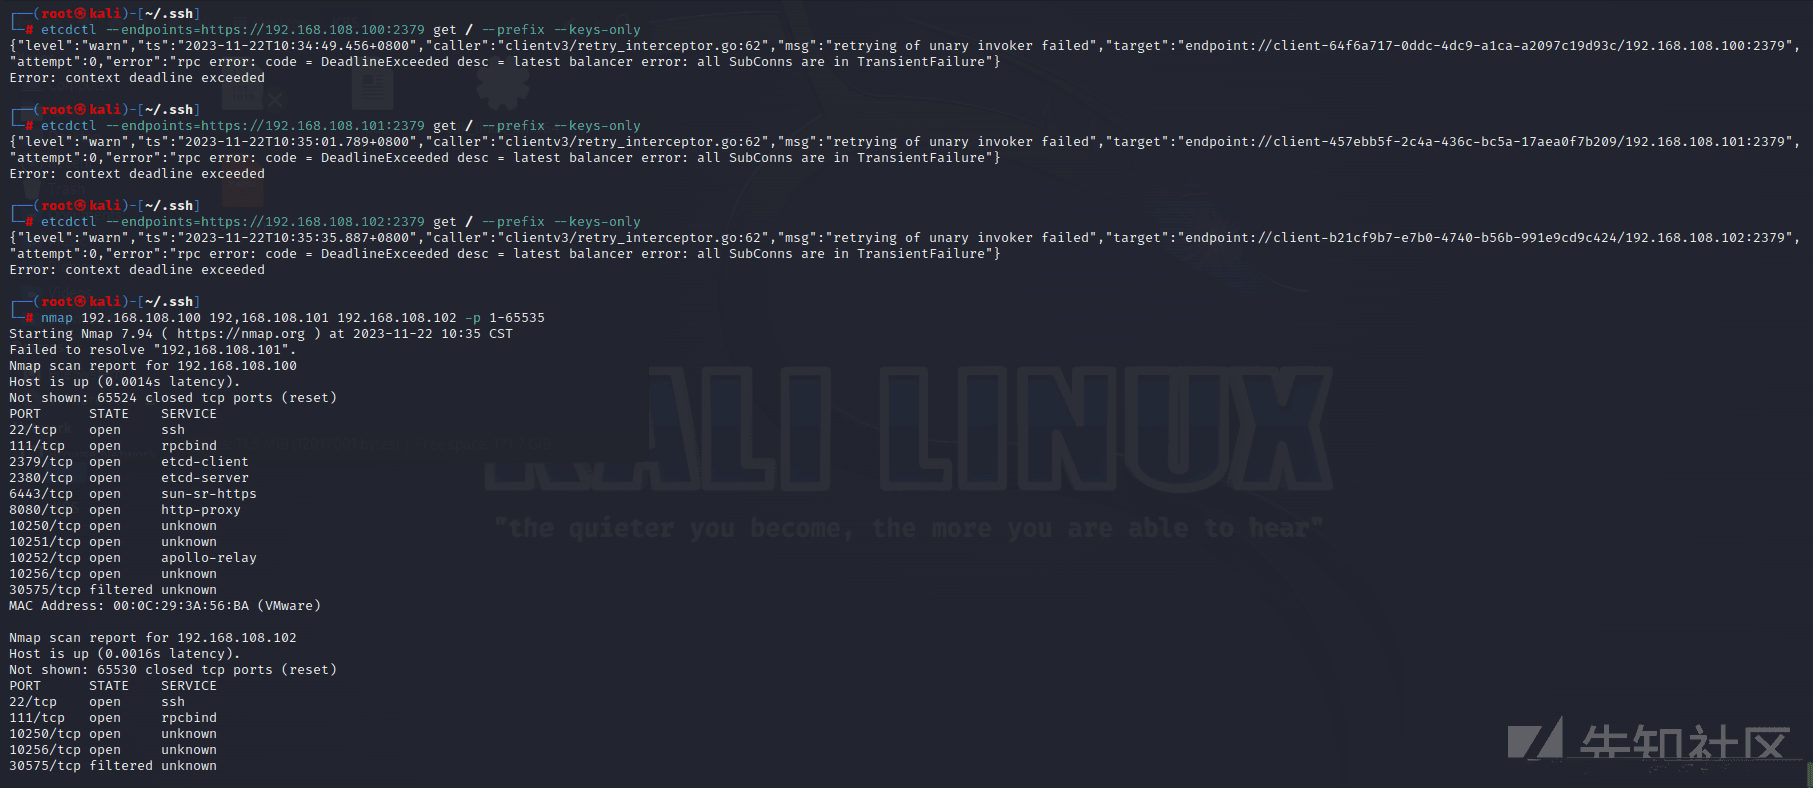 ┌──(root㉿kali)-[~/.ssh]
└─# etcdctl --endpoints=https://192.168.108.100:2379 get / --prefix --keys-only
{"level":"warn","ts":"2023-11-22T10:34:49.456+0800","caller":"clientv3/retry_interceptor.go:62","msg":"retrying of unary invoker failed","target":"endpoint://client-64f6a717-0ddc-4dc9-a1ca-a2097c19d93c/192.168.108.100:2379",
"attempt":0,"error":"rpc error: code = DeadlineExceeded desc = latest balancer error: all SubConns are in TransientFailure"}
Error: context deadline exceeded
┌──(root㉿kali)-[~/.ssh]
└─# etcdctl --endpoints=https://192.168.108.101:2379 get / --prefix --keys-only
{"level":"warn","ts":"2023-11-22T10:35:01.789+0800","caller":"clientv3/retry_interceptor.go:62","msg":"retrying of unary invoker failed","target":"endpoint://client-457ebb5f-2c4a-436c-bc5a-17aea0f7b209/192.168.108.101:2379",
"attempt":0,"error":"rpc error: code = DeadlineExceeded desc = latest balancer error: all SubConns are in TransientFailure"}
Error: context deadline exceeded
┌──(root㉿kali)-[~/.ssh]
└─# etcdctl --endpoints=https://192.168.108.102:2379 get / --prefix --keys-only
{"level":"warn","ts":"2023-11-22T10:35:35.887+0800","caller":"clientv3/retry_interceptor.go:62","msg":"retrying of unary invoker failed","target":"endpoint://client-b21cf9b7-e7b0-4740-b56b-991e9cd9c424/192.168.108.102:2379",
"attempt":0,"error":"rpc error: code = DeadlineExceeded desc = latest balancer error: all SubConns are in TransientFailure"}
Error: context deadline exceeded
┌──(root㉿kali)-[~/.ssh]
└─# nmap 192.168.108.100 192,168.108.101 192.168.108.102 -p 1-65535
Starting Nmap 7.94 ( https://nmap.org ) at 2023-11-22 10:35 CST
Failed to resolve "192,168.108.101".
Nmap scan report for 192.168.108.100
Host is up (0.0014s latency).
Not shown: 65524 closed tcp ports (reset)
PORT      STATE    SERVICE
22/tcp    open     ssh
111/tcp   open     rpcbind
2379/tcp  open     etcd-client
2380/tcp  open     etcd-server
6443/tcp  open     sun-sr-https
8080/tcp  open     http-proxy
10250/tcp open     unknown
10251/tcp open     unknown
10252/tcp open     apollo-relay
10256/tcp open     unknown
30575/tcp filtered unknown
MAC Address: 00:0C:29:3A:56:BA (VMware)
Nmap scan report for 192.168.108.102
Host is up (0.0016s latency).
Not shown: 65530 closed tcp ports (reset)
PORT      STATE    SERVICE
22/tcp    open     ssh
111/tcp   open     rpcbind
10250/tcp open     unknown
10256/tcp open     unknown
30575/tcp filtered unknown
KALI LINUX
"the quieter you become, the more you are able to hear"
先知社区